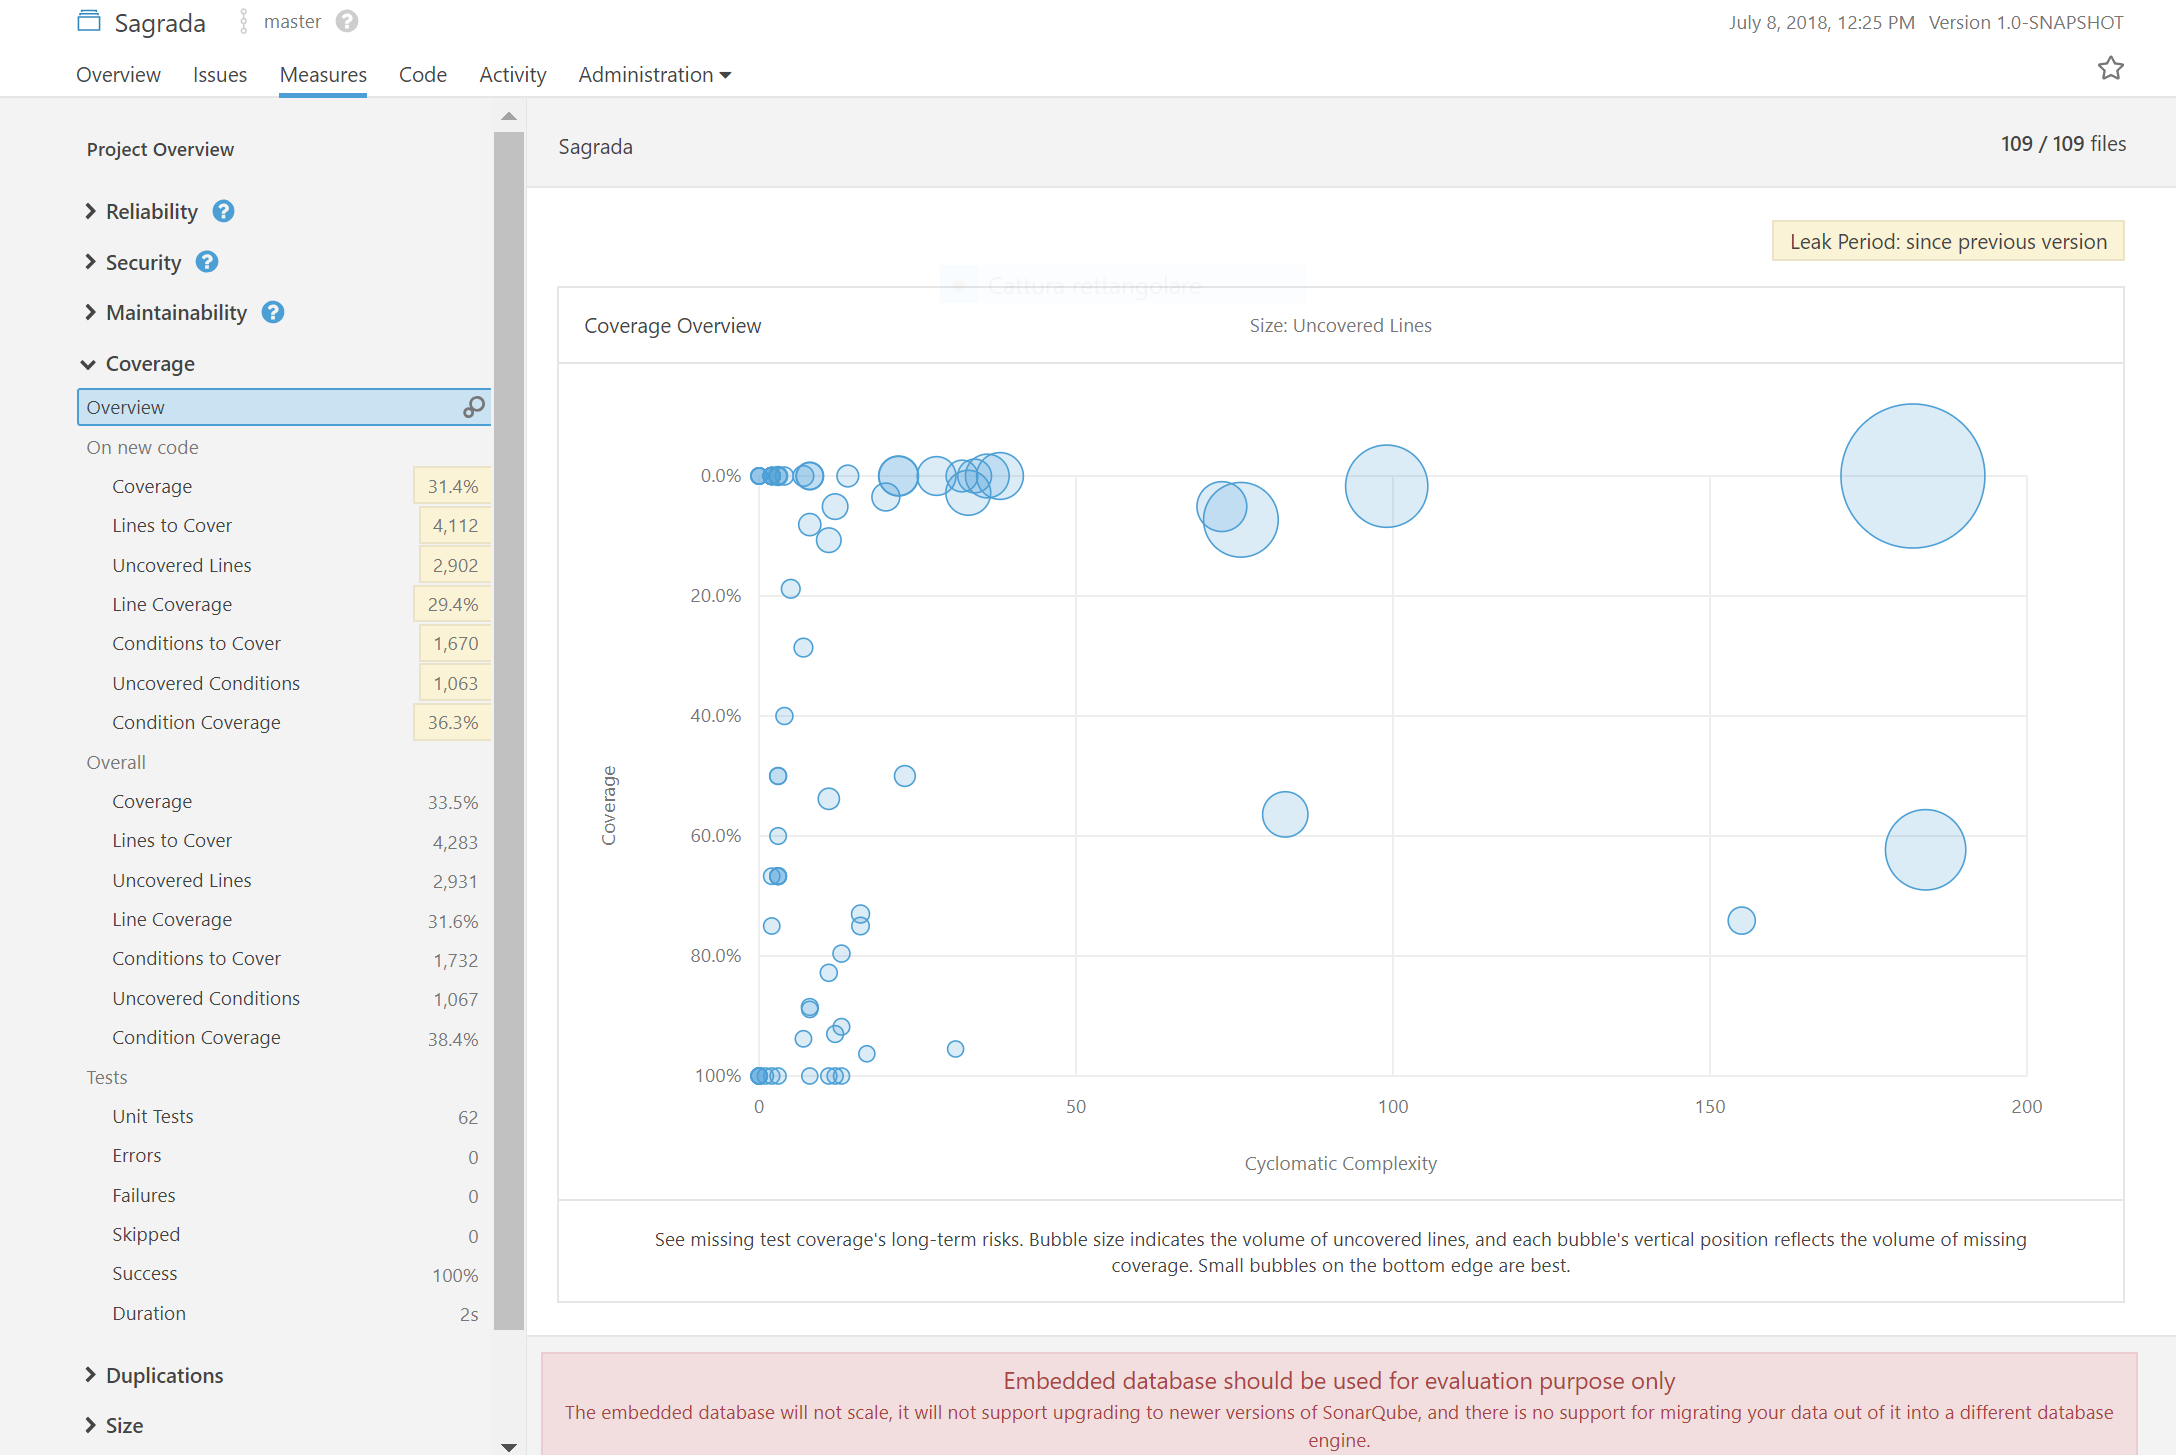 Sagrada
master
July 8, 2018, 12:25 PM Version 1.0-SNAPSHOT
Overview Issues Measures Code Activity Administration
Project Overview
Reliability
Security
Maintainability
Coverage
Overview
On new code
Coverage 31.4%
Lines to Cover 4,112
Uncovered Lines 2,902
Line Coverage 29.4%
Conditions to Cover 1,670
Uncovered Conditions 1,063
Condition Coverage 36.3%
Overall
Coverage 33.5%
Lines to Cover 4,283
Uncovered Lines 2,931
Line Coverage 31.6%
Conditions to Cover 1,732
Uncovered Conditions 1,067
Condition Coverage 38.4%
Tests
Unit Tests 62
Errors 0
Failures 0
Skipped 0
Success 100%
Duration 2s
Duplications
Size
Sagrada
109 / 109 files
Leak Period: since previous version
Cattura rettangolare
Coverage Overview
Size: Uncovered Lines
0.0%
20.0%
40.0%
60.0%
80.0%
100%
Coverage
0 50 100 150 200
Cyclomatic Complexity
See missing test coverage's long-term risks. Bubble size indicates the volume of uncovered lines, and each bubble's vertical position reflects the volume of missing
coverage. Small bubbles on the bottom edge are best.
Embedded database should be used for evaluation purpose only
The embedded database will not scale, it will not support upgrading to newer versions of SonarQube, and there is no support for migrating your data out of it into a different database
engine.